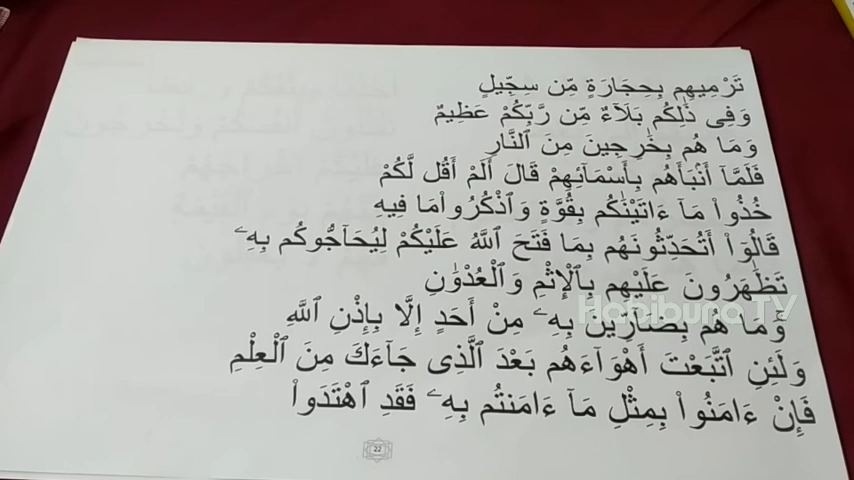 تَرْمِيهِم بِحِجَارَةٍ مِّن سِجِّيلٍ
وَفِى ذَٰلِكُم بَلَآءٌ مِّن رَّبِّكُمْ عَظِيمٌ
وَمَا هُم بِخَٰرِجِينَ مِنَ ٱلنَّارِ
فَلَمَّآ أَنۢبَأَهُم بِأَسْمَآئِهِمْ قَالَ أَلَمْ أَقُل لَّكُمْ
خُذُوا۟ مَآ ءَاتَيْنَٰكُم بِقُوَّةٍ وَٱذْكُرُوا۟ مَا فِيهِ
قَالُوٓا۟ أَتُحَدِّثُونَهُم بِمَا فَتَحَ ٱللَّهُ عَلَيْكُمْ لِيُحَآجُّوكُم بِهِۦ
تَظَٰهَرُونَ عَلَيْهِم بِٱلْإِثْمِ وَٱلْعُدْوَٰنِ
Habibuna TV
وَمَا هُم بِضَآرِّينَ بِهِۦ مِنْ أَحَدٍ إِلَّا بِإِذْنِ ٱللَّهِ
وَلَئِنِ ٱتَّبَعْتَ أَهْوَآءَهُم بَعْدَ ٱلَّذِى جَآءَكَ مِنَ ٱلْعِلْمِ
فَإِنْ ءَامَنُوا۟ بِمِثْلِ مَآ ءَامَنتُم بِهِۦ فَقَدِ ٱهْتَدَوا۟
22